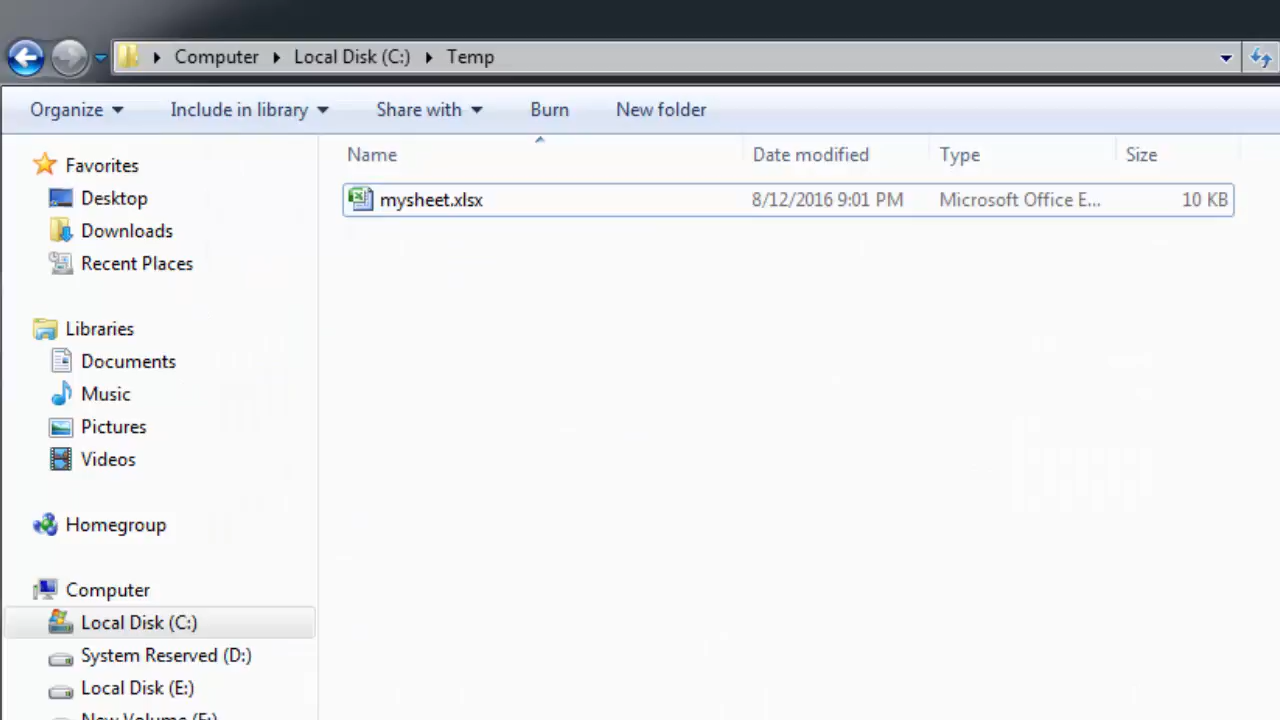 Computer Local Disk (C:) Temp
Organize Include in library Share with Burn New folder
Name Date modified Type Size
mysheet.xlsx 8/12/2016 9:01 PM Microsoft Office E... 10 KB
Favorites
Desktop
Downloads
Recent Places
Libraries
Documents
Music
Pictures
Videos
Homegroup
Computer
Local Disk (C:)
System Reserved (D:)
Local Disk (E:)
New Volume (F:)